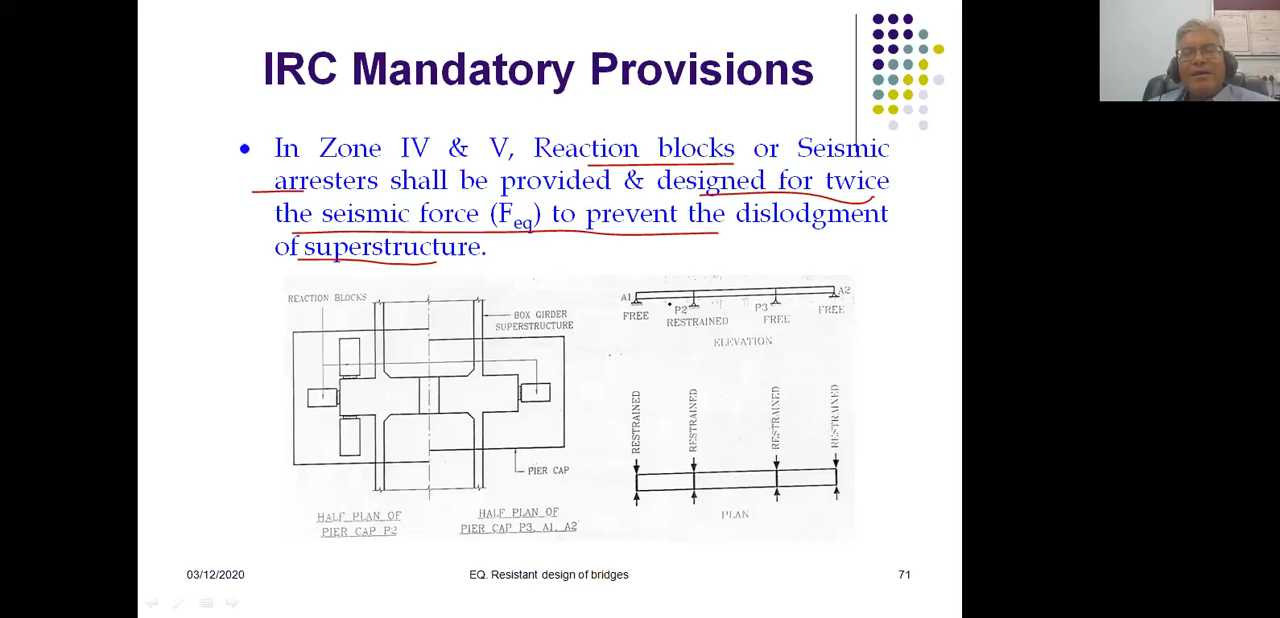 IRC Mandatory Provisions
In Zone IV & V, Reaction blocks or Seismic
arresters shall be provided & designed for twice
the seismic force (Feq) to prevent the dislodgment
of superstructure.
REACTION BLOCKS
BOX GIRDER
SUPERSTRUCTURE
PIER CAP
HALF PLAN OF
PIER CAP P2
HALF PLAN OF
PIER CAP P3, A1, A2
A1
P2
P3
A2
FREE
RESTRAINED
FREE
FREE
ELEVATION
RESTRAINED
RESTRAINED
RESTRAINED
RESTRAINED
PLAN
03/12/2020
EQ. Resistant design of bridges
71